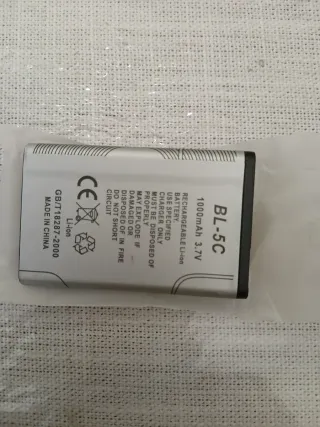 BL-5C
1000mAh 3.7V
RECHARGEABLE Li-ion
BATTERY
USE SPECIFIED
CHARGER ONLY
MUST BE DISPOSED OF
PROPERLY
MAY EXPLODE IF
DAMAGED OR
DISPOSED OF IN FIRE
DO NOT SHORT
CIRCUIT
CE
Li-ion
GB/T18287-2000
MADE IN CHINA